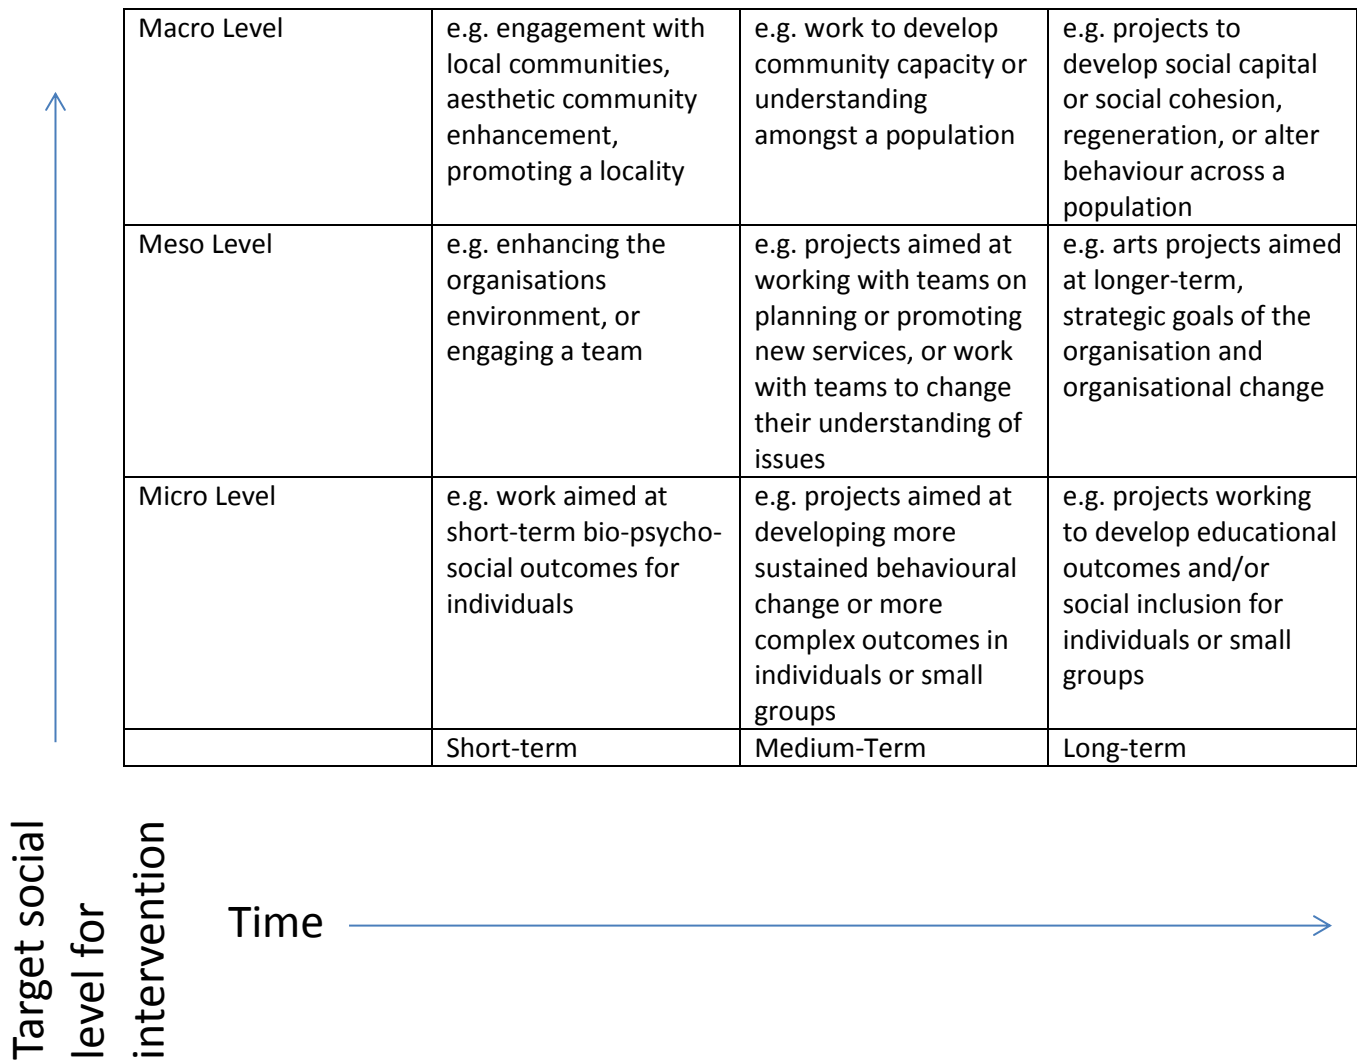 Macro Level
e.g. engagement with
local communities,
aesthetic community
enhancement,
promoting a locality
e.g. work to develop
community capacity or
understanding
amongst a population
e.g. projects to
develop social capital
or social cohesion,
regeneration, or alter
behaviour across a
population
Meso Level
e.g. enhancing the
organisations
environment, or
engaging a team
e.g. projects aimed at
working with teams on
planning or promoting
new services, or work
with teams to change
their understanding of
issues
e.g. arts projects aimed
at longer-term,
strategic goals of the
organisation and
organisational change
Micro Level
e.g. work aimed at
short-term bio-psycho-
social outcomes for
individuals
e.g. projects aimed at
developing more
sustained behavioural
change or more
complex outcomes in
individuals or small
groups
e.g. projects working
to develop educational
outcomes and/or
social inclusion for
individuals or small
groups
Short-term
Medium-Term
Long-term
Target social
level for
intervention
Time